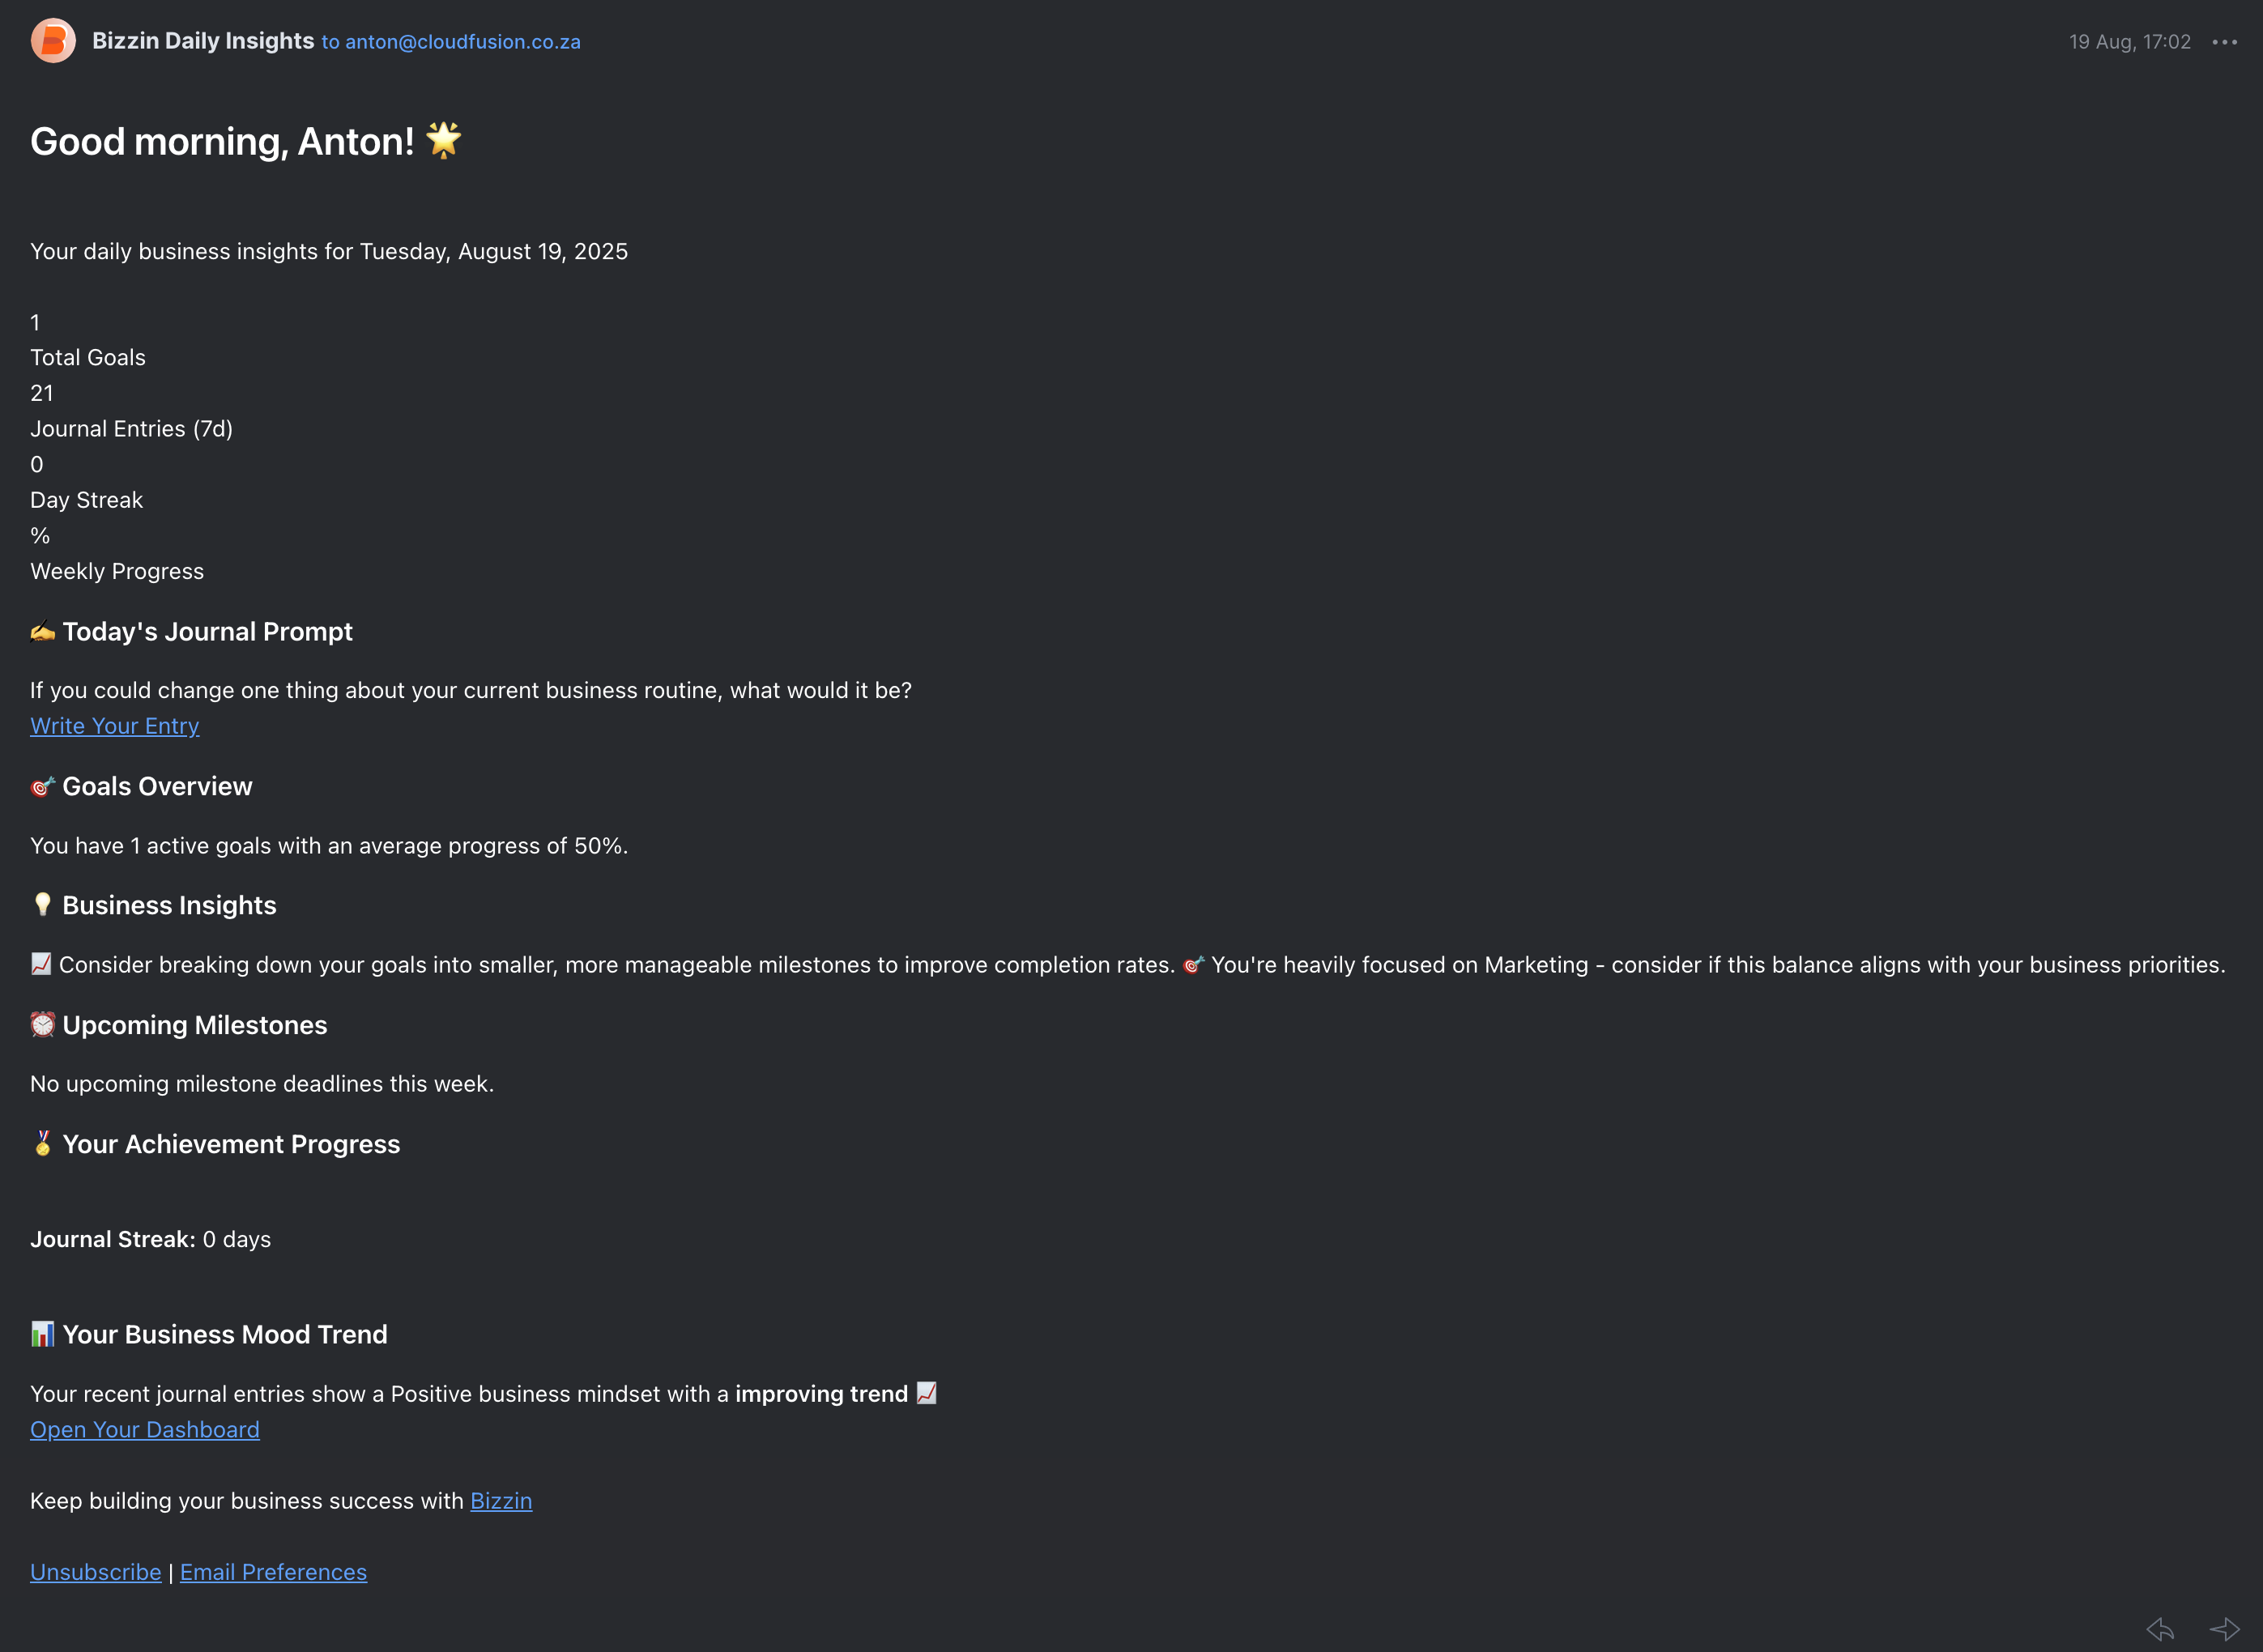 Bizzin Daily Insights to anton@cloudfusion.co.za
19 Aug, 17:02
Good morning, Anton! 🌟
Your daily business insights for Tuesday, August 19, 2025
1
Total Goals
21
Journal Entries (7d)
0
Day Streak
%
Weekly Progress
✍️ Today's Journal Prompt
If you could change one thing about your current business routine, what would it be?
Write Your Entry
🎯 Goals Overview
You have 1 active goals with an average progress of 50%.
💡 Business Insights
📈 Consider breaking down your goals into smaller, more manageable milestones to improve completion rates. 🎯 You're heavily focused on Marketing - consider if this balance aligns with your business priorities.
⏰ Upcoming Milestones
No upcoming milestone deadlines this week.
🏅 Your Achievement Progress
Journal Streak: 0 days
📊 Your Business Mood Trend
Your recent journal entries show a Positive business mindset with a improving trend 📈
Open Your Dashboard
Keep building your business success with Bizzin
Unsubscribe | Email Preferences